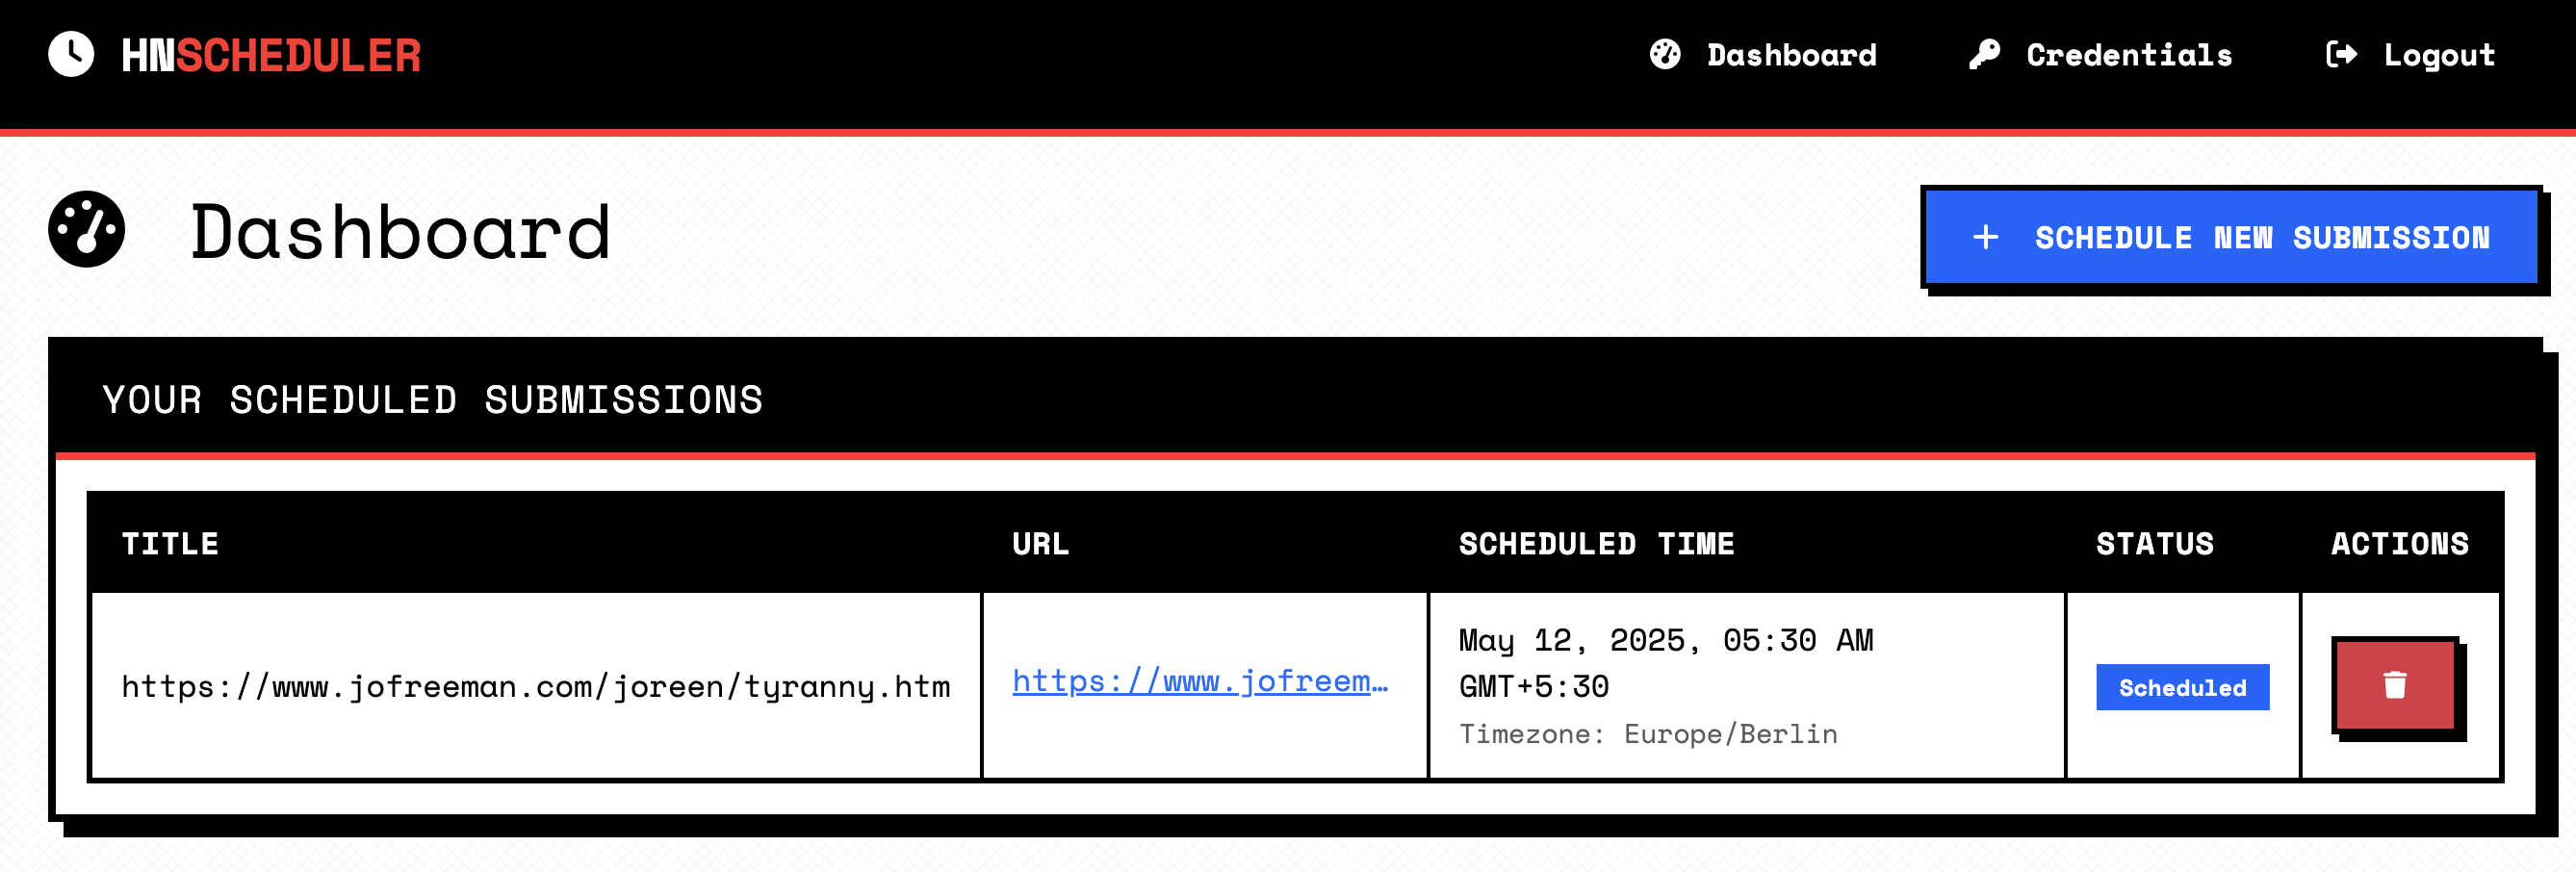 HNSCHEDULER
Dashboard
Credentials
Logout
Dashboard
+ SCHEDULE NEW SUBMISSION
YOUR SCHEDULED SUBMISSIONS
TITLE URL SCHEDULED TIME STATUS ACTIONS
https://www.jofreeman.com/joreen/tyranny.htm
https://www.jofreem…
May 12, 2025, 05:30 AM
GMT+5:30
Timezone: Europe/Berlin
Scheduled